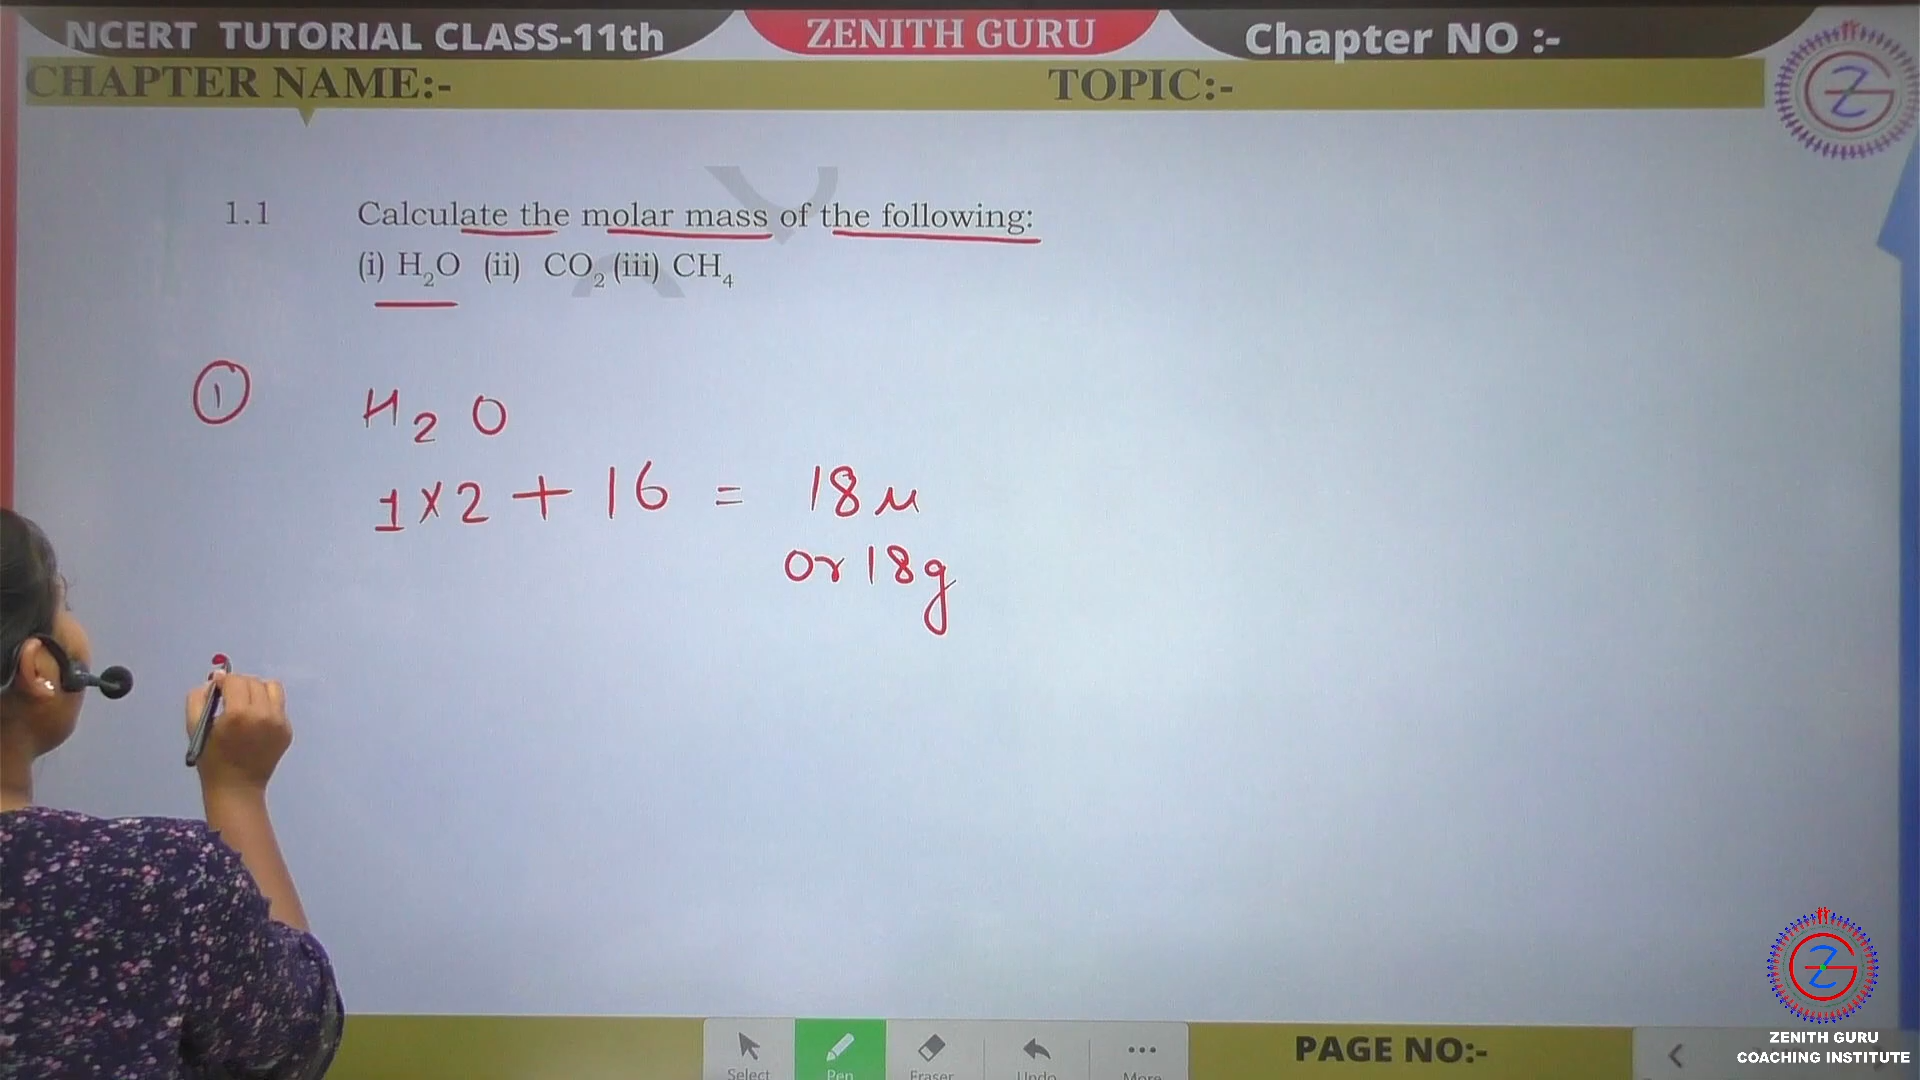 NCERT TUTORIAL CLASS-11th
ZENITH GURU
Chapter NO :-
CHAPTER NAME:-
TOPIC:-
1.1 Calculate the molar mass of the following:
(i) H₂O (ii) CO₂ (iii) CH₄
① H₂O
1×2 + 16 = 18u
or 18g
Select
Pen
Eraser
Undo
More
PAGE NO:-
ZENITH GURU
COACHING INSTITUTE